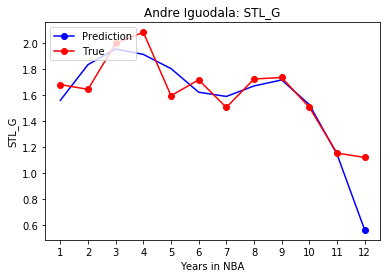 Andre Iguodala: STL_G
Prediction
True
STL_G
2.0
1.8
1.6
1.4
1.2
1.0
0.8
0.6
1 2 3 4 5 6 7 8 9 10 11 12
Years in NBA